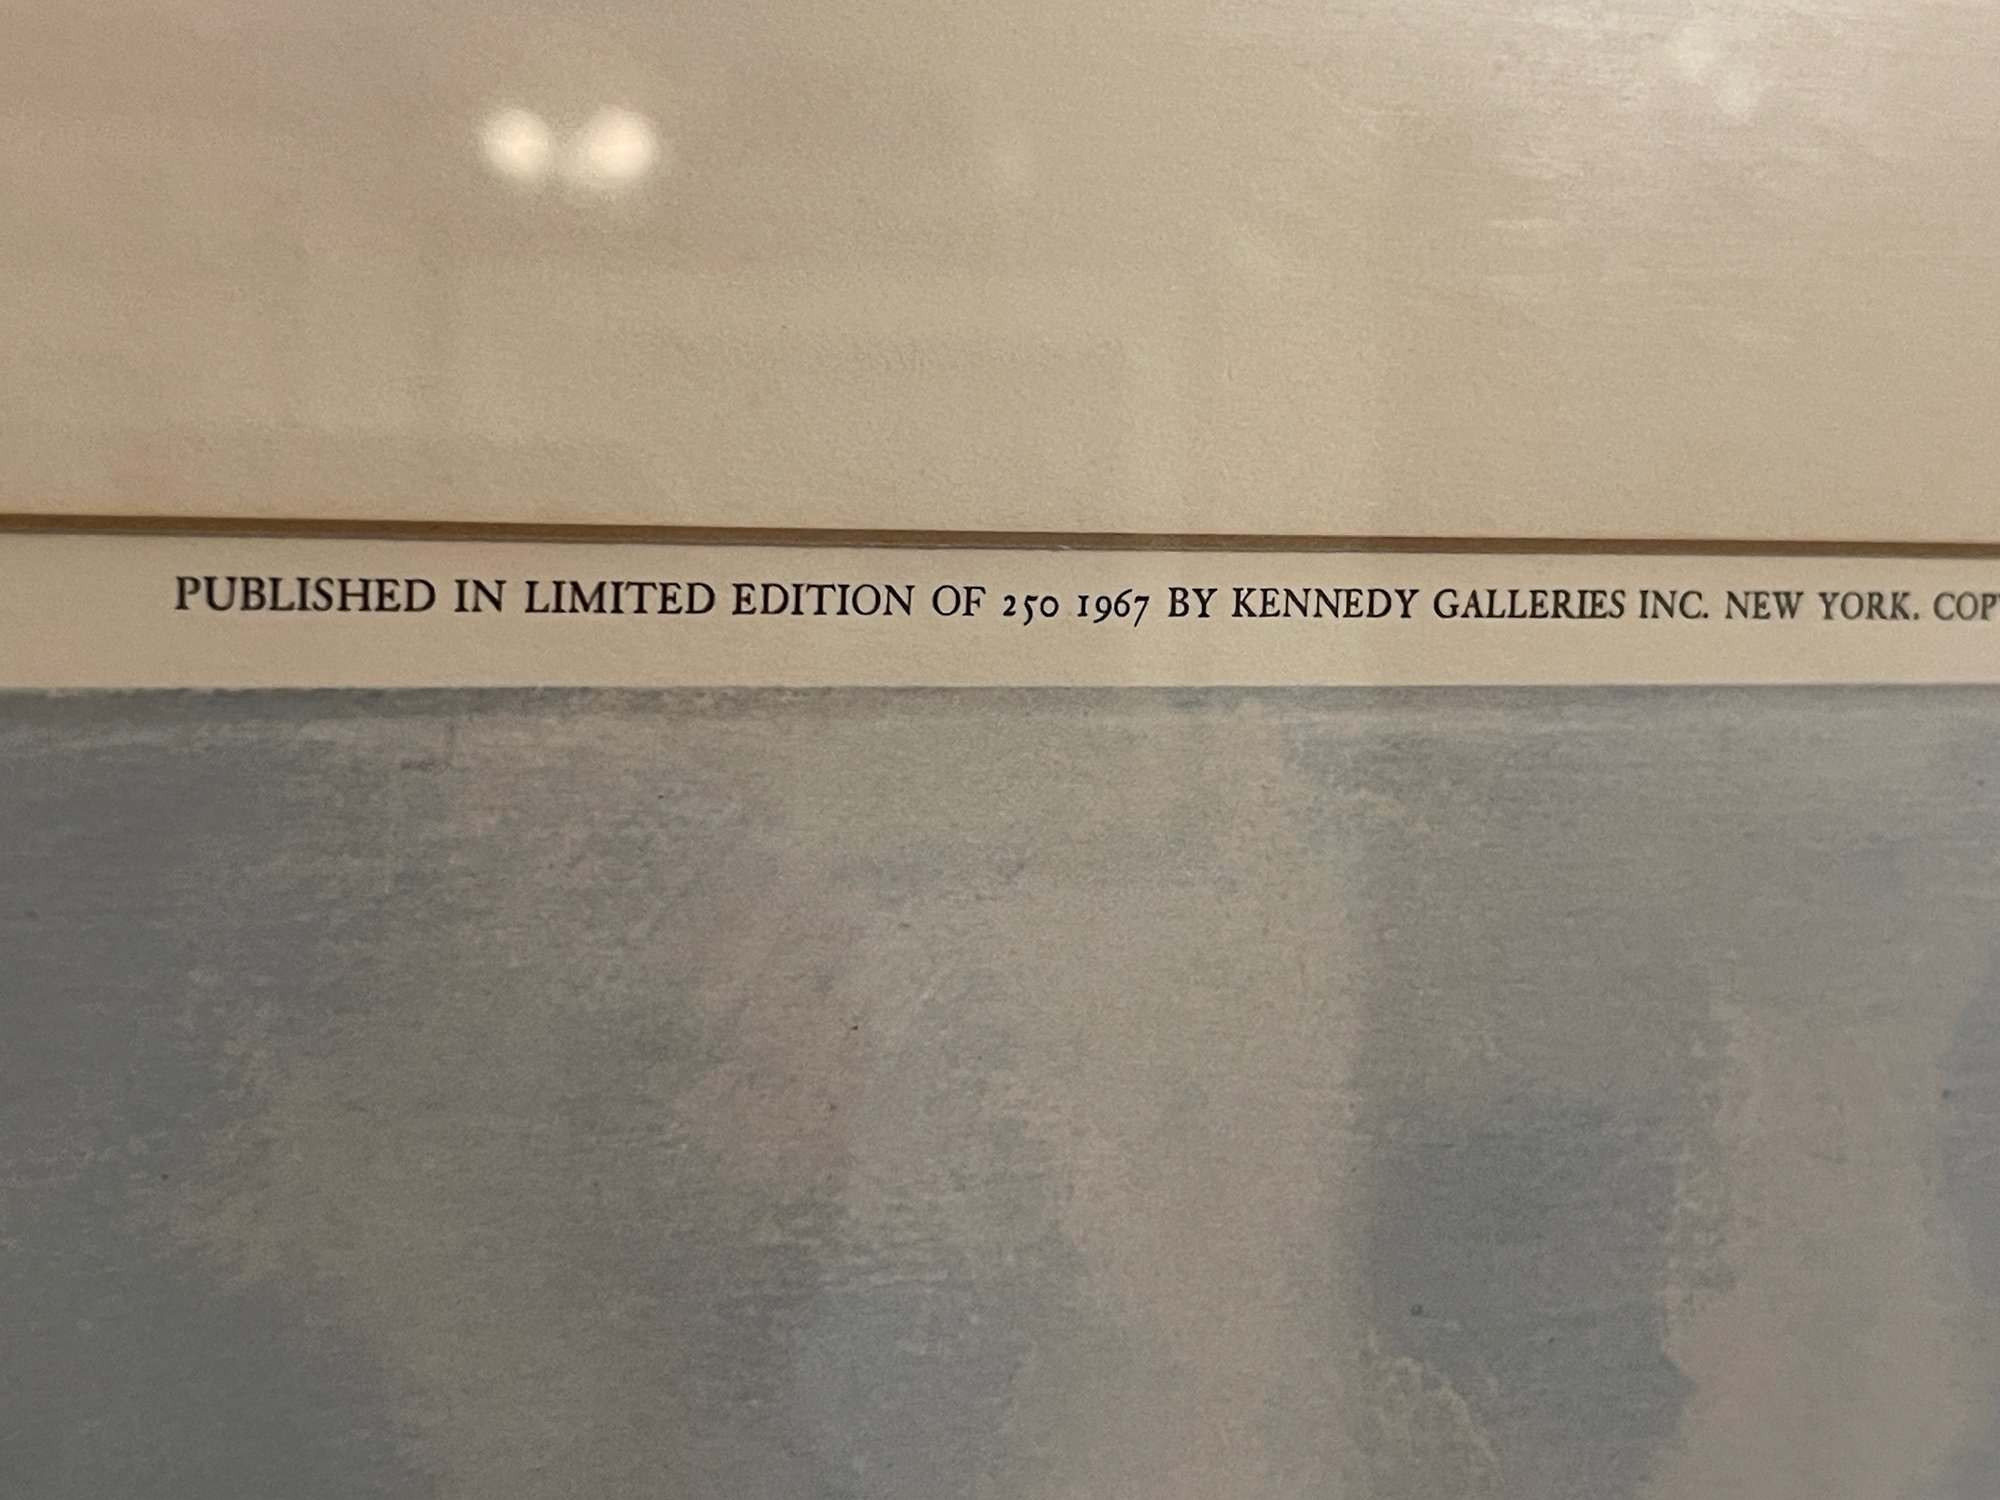 PUBLISHED IN LIMITED EDITION OF 250 1967 BY KENNEDY GALLERIES INC. NEW YORK.